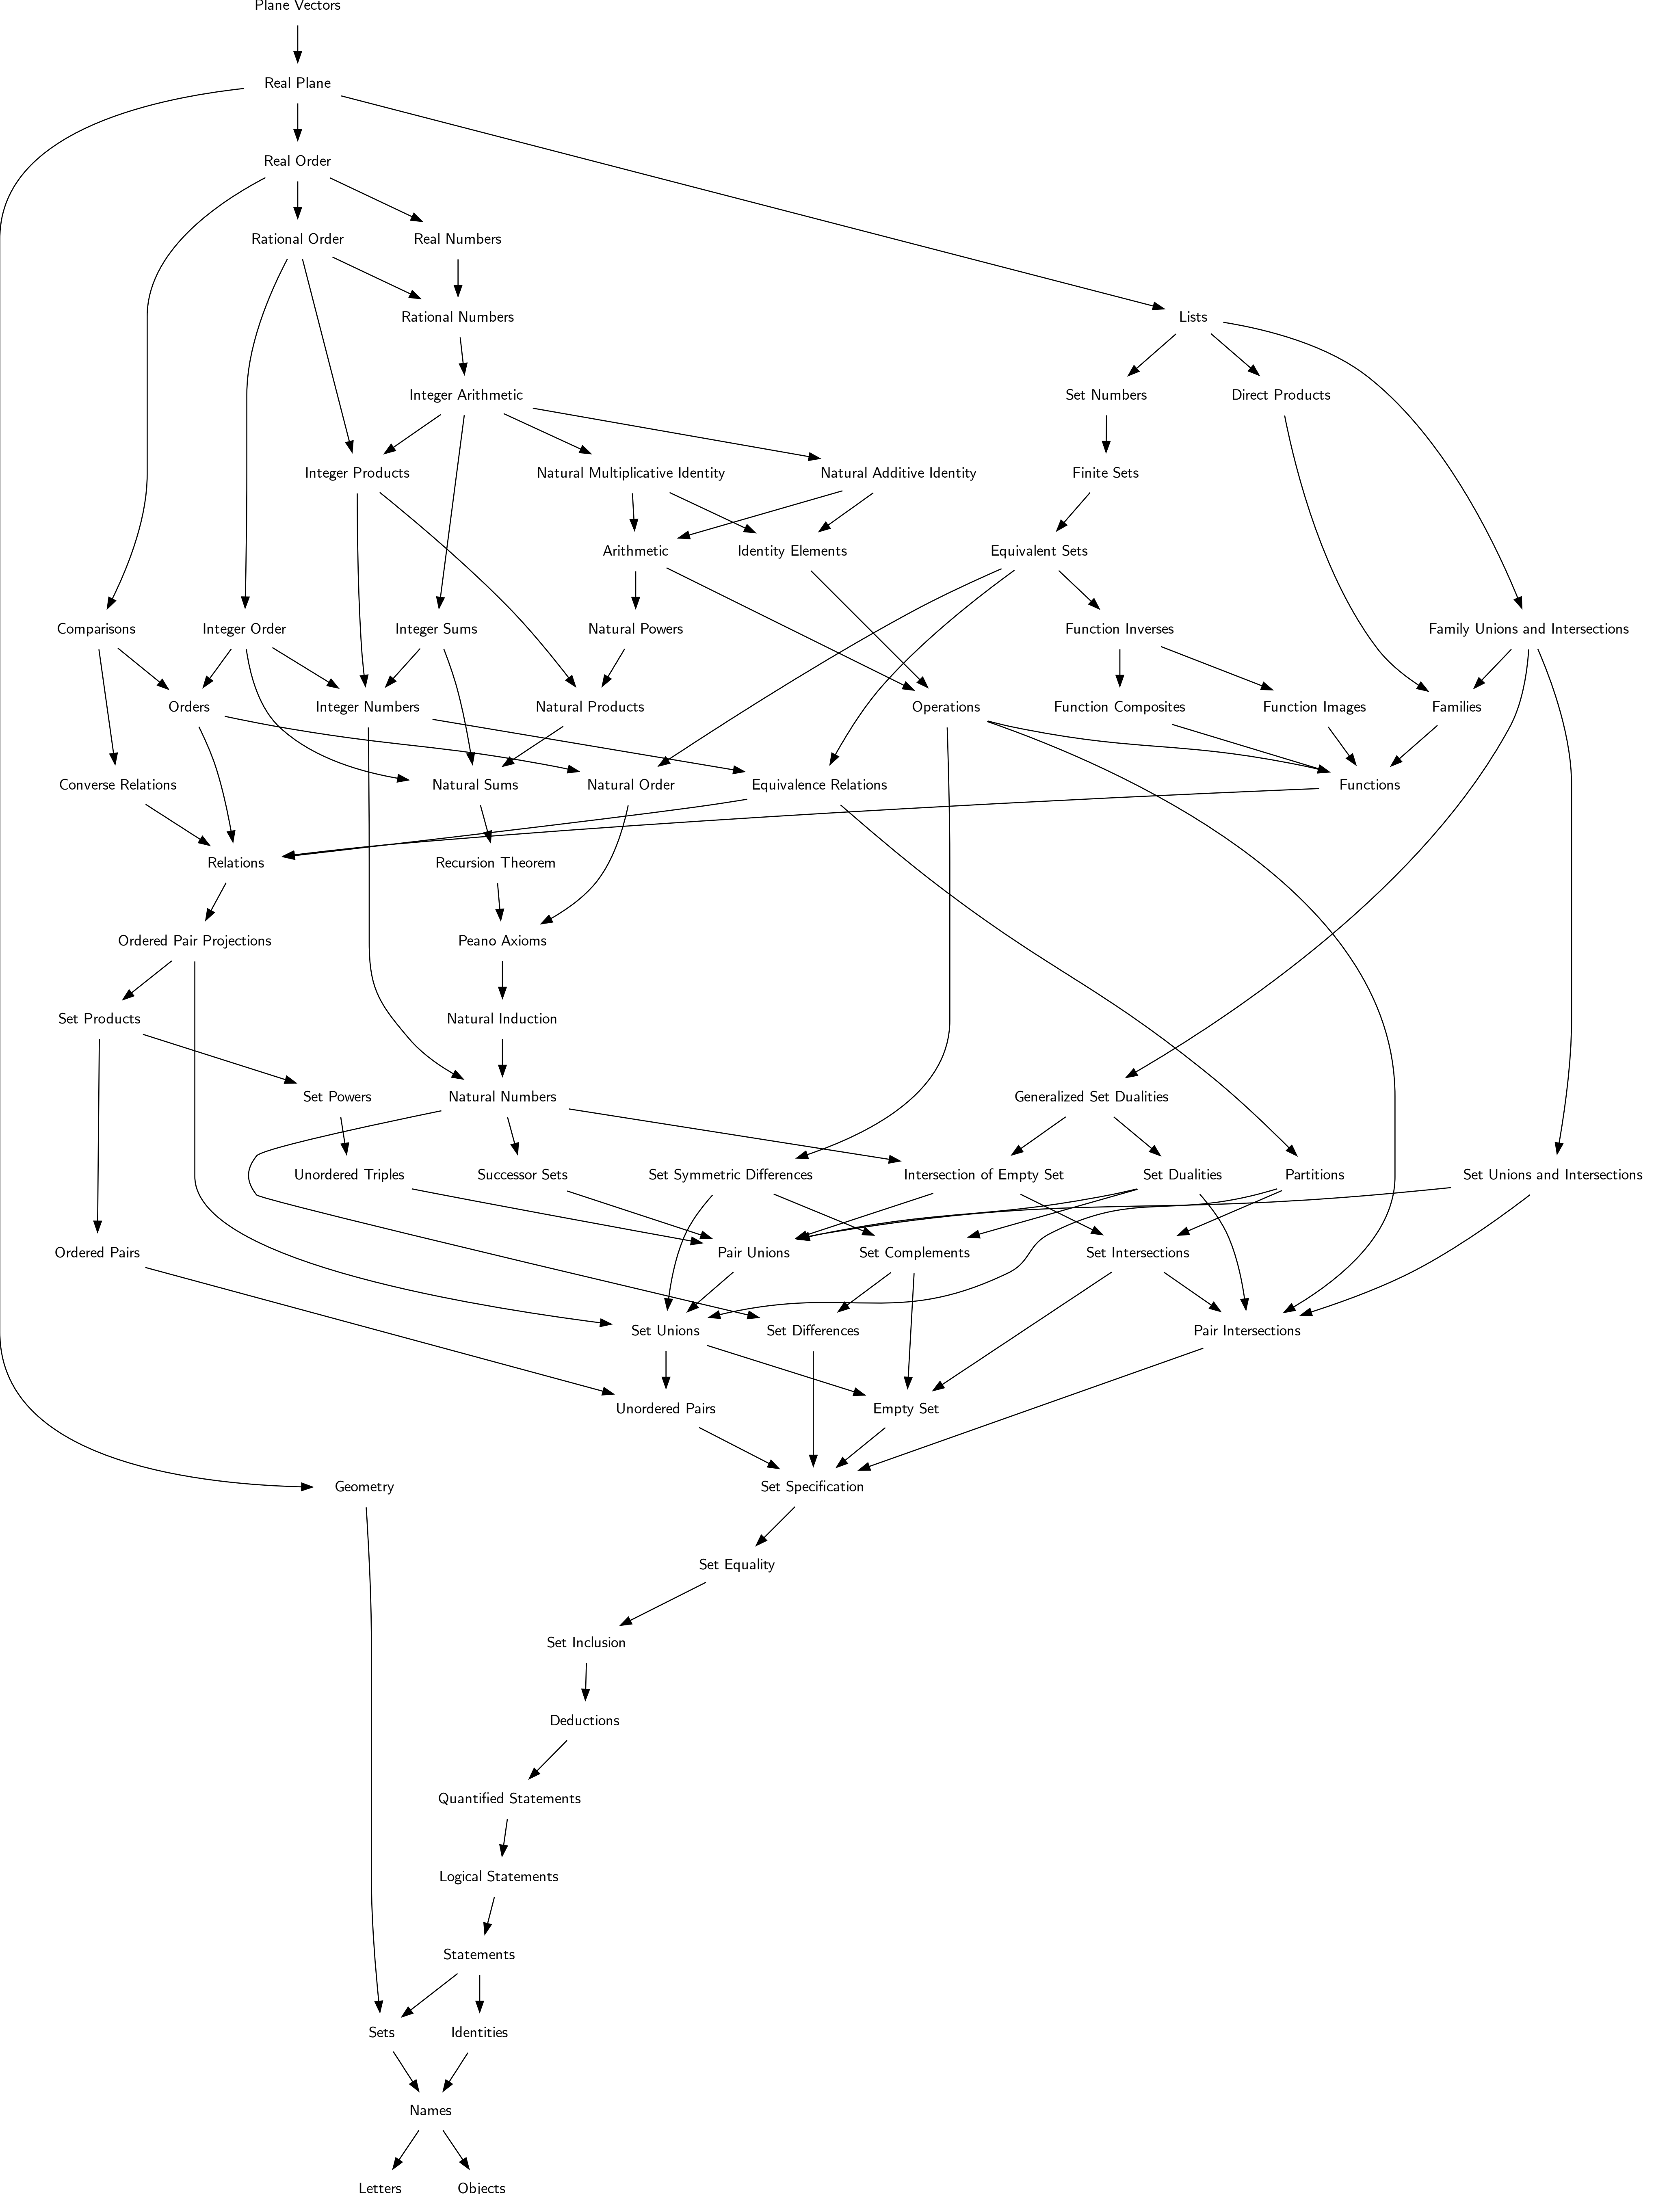 Plane Vectors
Real Plane
Real Order
Rational Order
Real Numbers
Rational Numbers
Lists
Integer Arithmetic
Set Numbers
Direct Products
Integer Products
Natural Multiplicative Identity
Natural Additive Identity
Finite Sets
Arithmetic
Identity Elements
Equivalent Sets
Comparisons
Integer Order
Integer Sums
Natural Powers
Function Inverses
Family Unions and Intersections
Orders
Integer Numbers
Natural Products
Operations
Function Composites
Function Images
Families
Converse Relations
Natural Sums
Natural Order
Equivalence Relations
Functions
Relations
Recursion Theorem
Ordered Pair Projections
Peano Axioms
Set Products
Natural Induction
Set Powers
Natural Numbers
Generalized Set Dualities
Unordered Triples
Successor Sets
Set Symmetric Differences
Intersection of Empty Set
Set Dualities
Partitions
Set Unions and Intersections
Ordered Pairs
Pair Unions
Set Complements
Set Intersections
Set Unions
Set Differences
Pair Intersections
Unordered Pairs
Empty Set
Geometry
Set Specification
Set Equality
Set Inclusion
Deductions
Quantified Statements
Logical Statements
Statements
Sets
Identities
Names
Letters
Objects